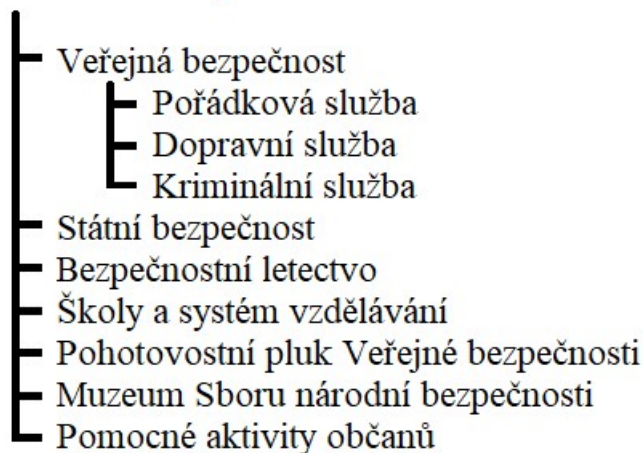 Veřejná bezpečnost
Pořádková služba
Dopravní služba
Kriminální služba
Státní bezpečnost
Bezpečnostní letectvo
Školy a systém vzdělávání
Pohotovostní pluk Veřejné bezpečnosti
Muzeum Sboru národní bezpečnosti
Pomocné aktivity občanů